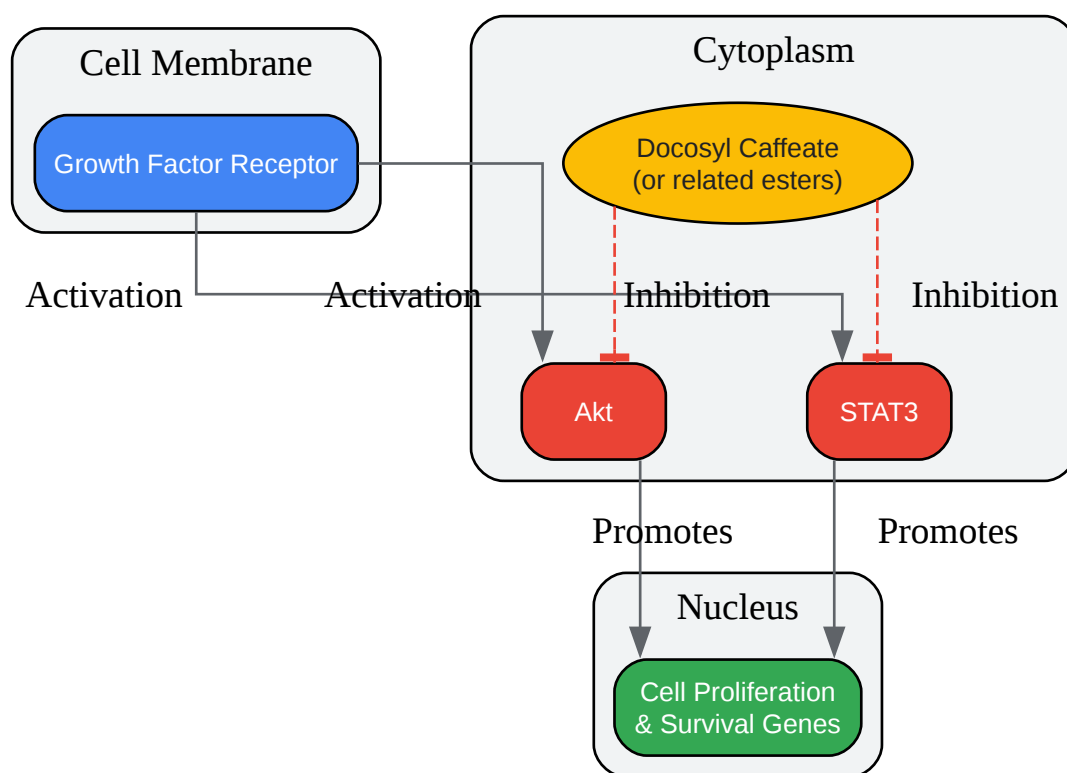 Cell Membrane
Growth Factor Receptor
Cytoplasm
Docosyl Caffeate
(or related esters)
Activation
Activation
Inhibition
Inhibition
Akt
STAT3
Promotes
Promotes
Nucleus
Cell Proliferation
& Survival Genes